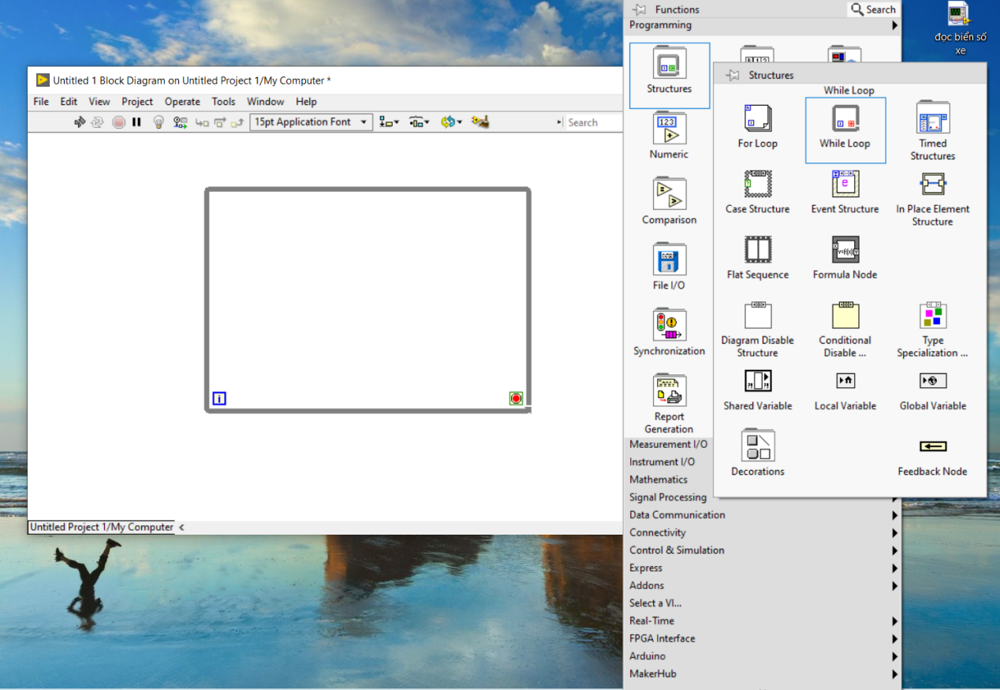 Functions
Search
Programming
đọc biển số
xe
Untitled 1 Block Diagram on Untitled Project 1/My Computer *
File Edit View Project Operate Tools Window Help
15pt Application Font
Search
i
Structures
123
Numeric
Comparison
File I/O
Synchronization
Report
Generation
Structures
While Loop
For Loop
While Loop
Timed
Structures
Case Structure
e
Event Structure
In Place Element
Structure
Flat Sequence
Formula Node
Diagram Disable
Structure
Conditional
Disable ...
Type
Specialization ...
Shared Variable
Local Variable
Global Variable
Decorations
Feedback Node
Measurement I/O
Instrument I/O
Mathematics
Signal Processing
Data Communication
Connectivity
Control & Simulation
Express
Addons
Select a VI...
Real-Time
FPGA Interface
Arduino
MakerHub
Untitled Project 1/My Computer